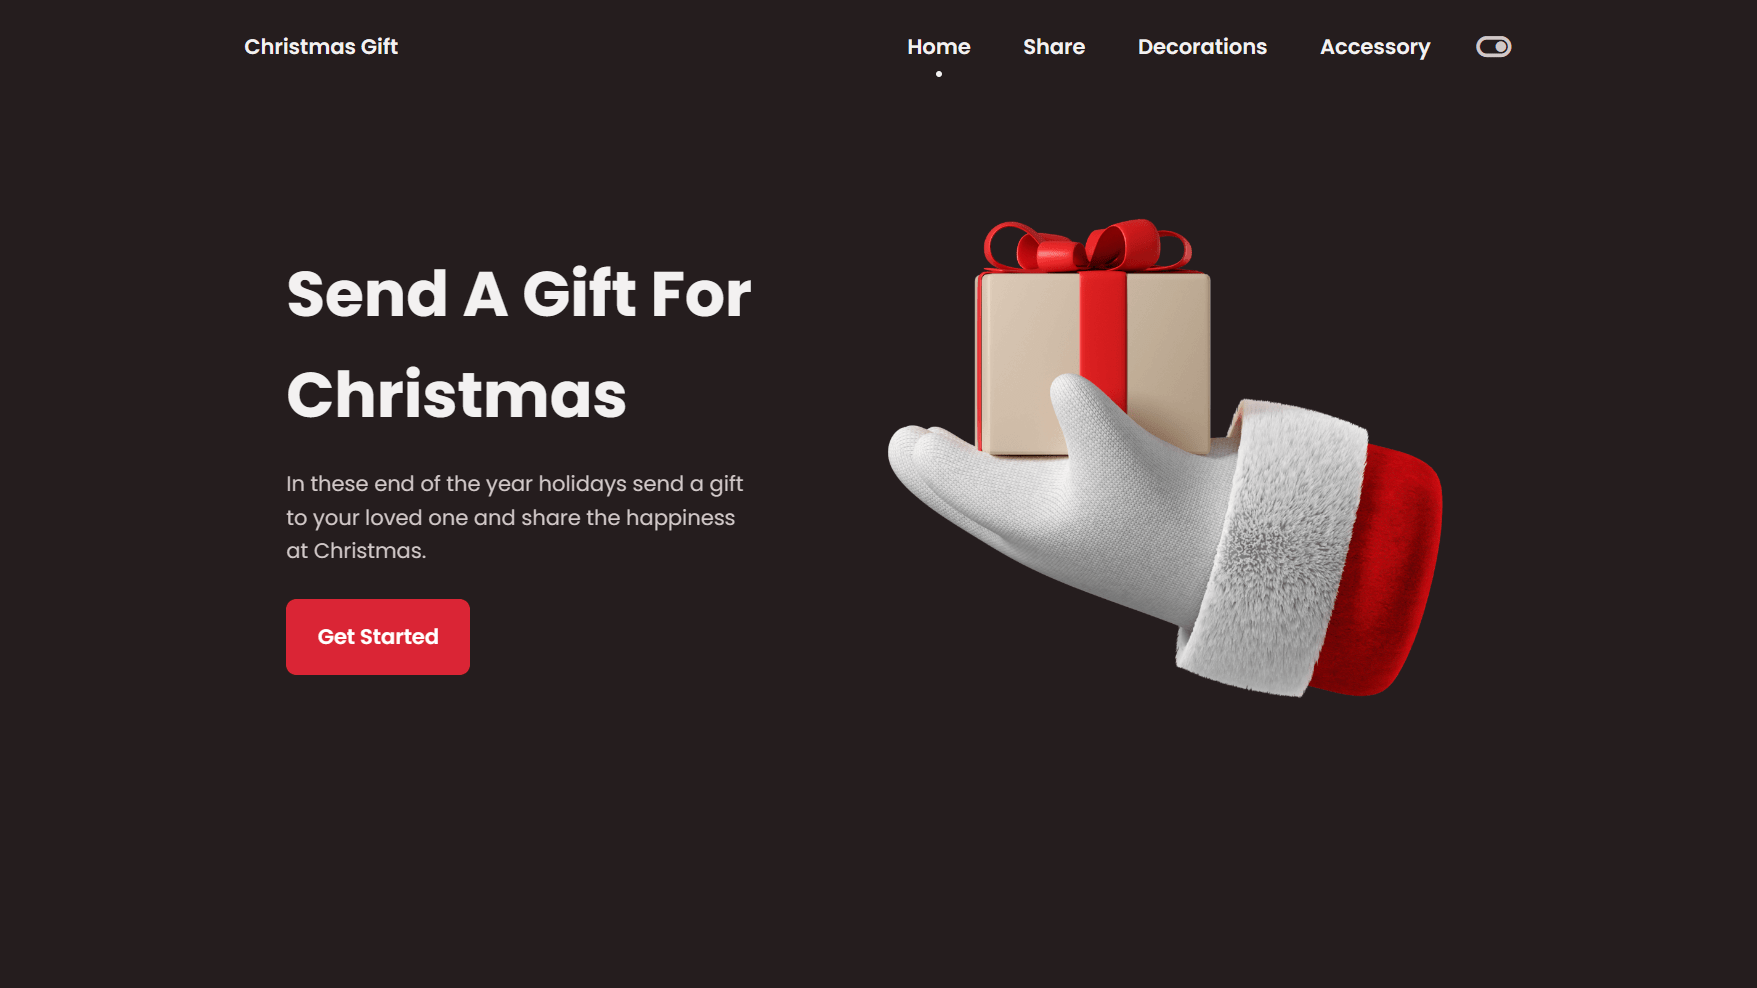 Christmas Gift
Home
Share
Decorations
Accessory
Send A Gift For
Christmas
In these end of the year holidays send a gift
to your loved one and share the happiness
at Christmas.
Get Started